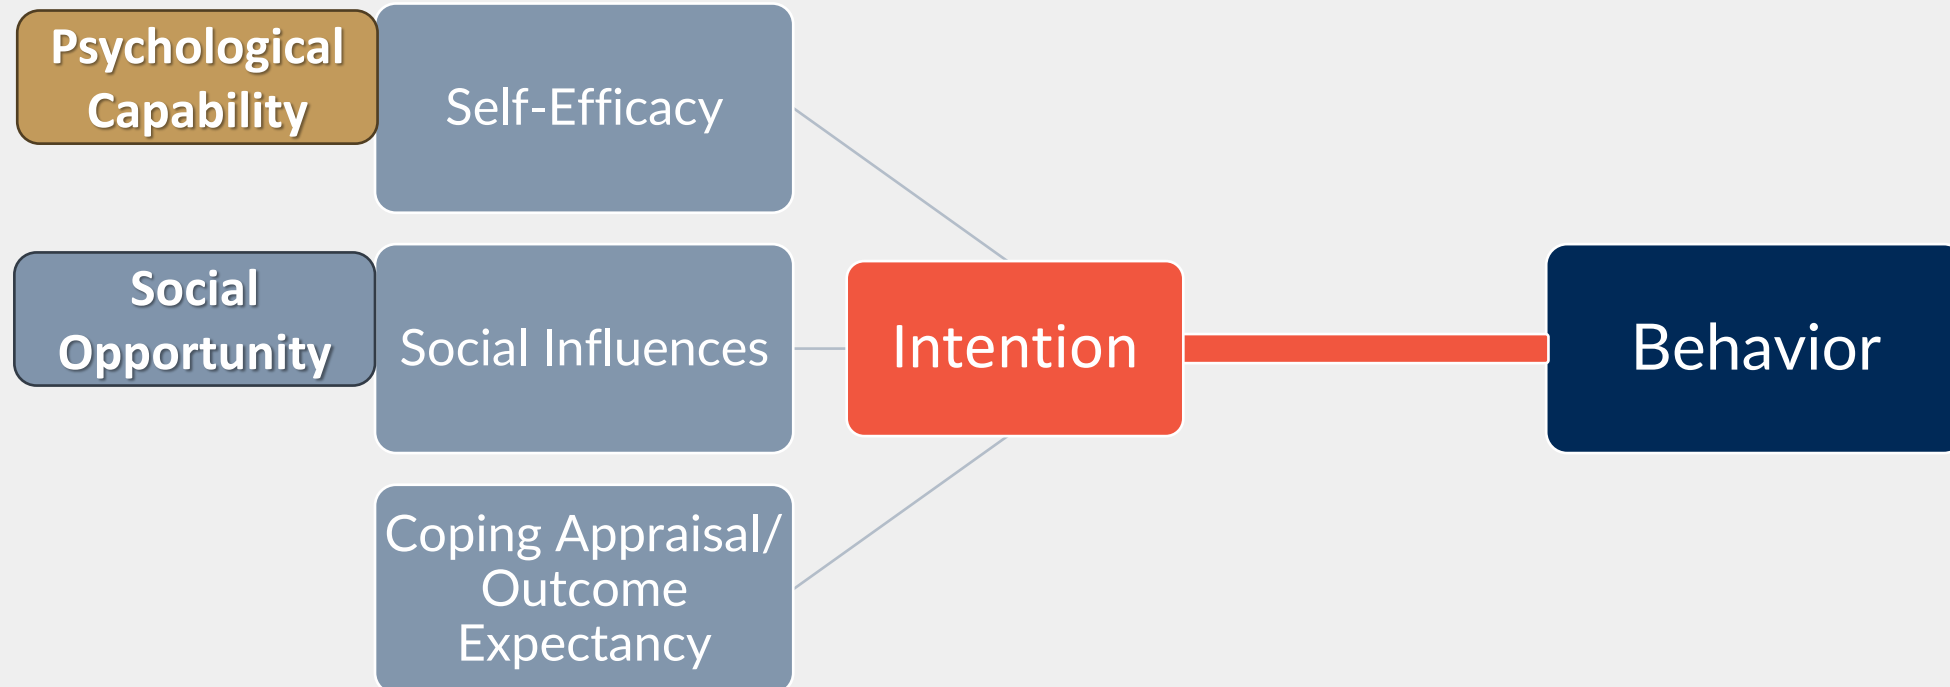 Psychological
Capability
Self-Efficacy
Social
Opportunity
Social Influences
Intention
Behavior
Coping Appraisal/
Outcome
Expectancy